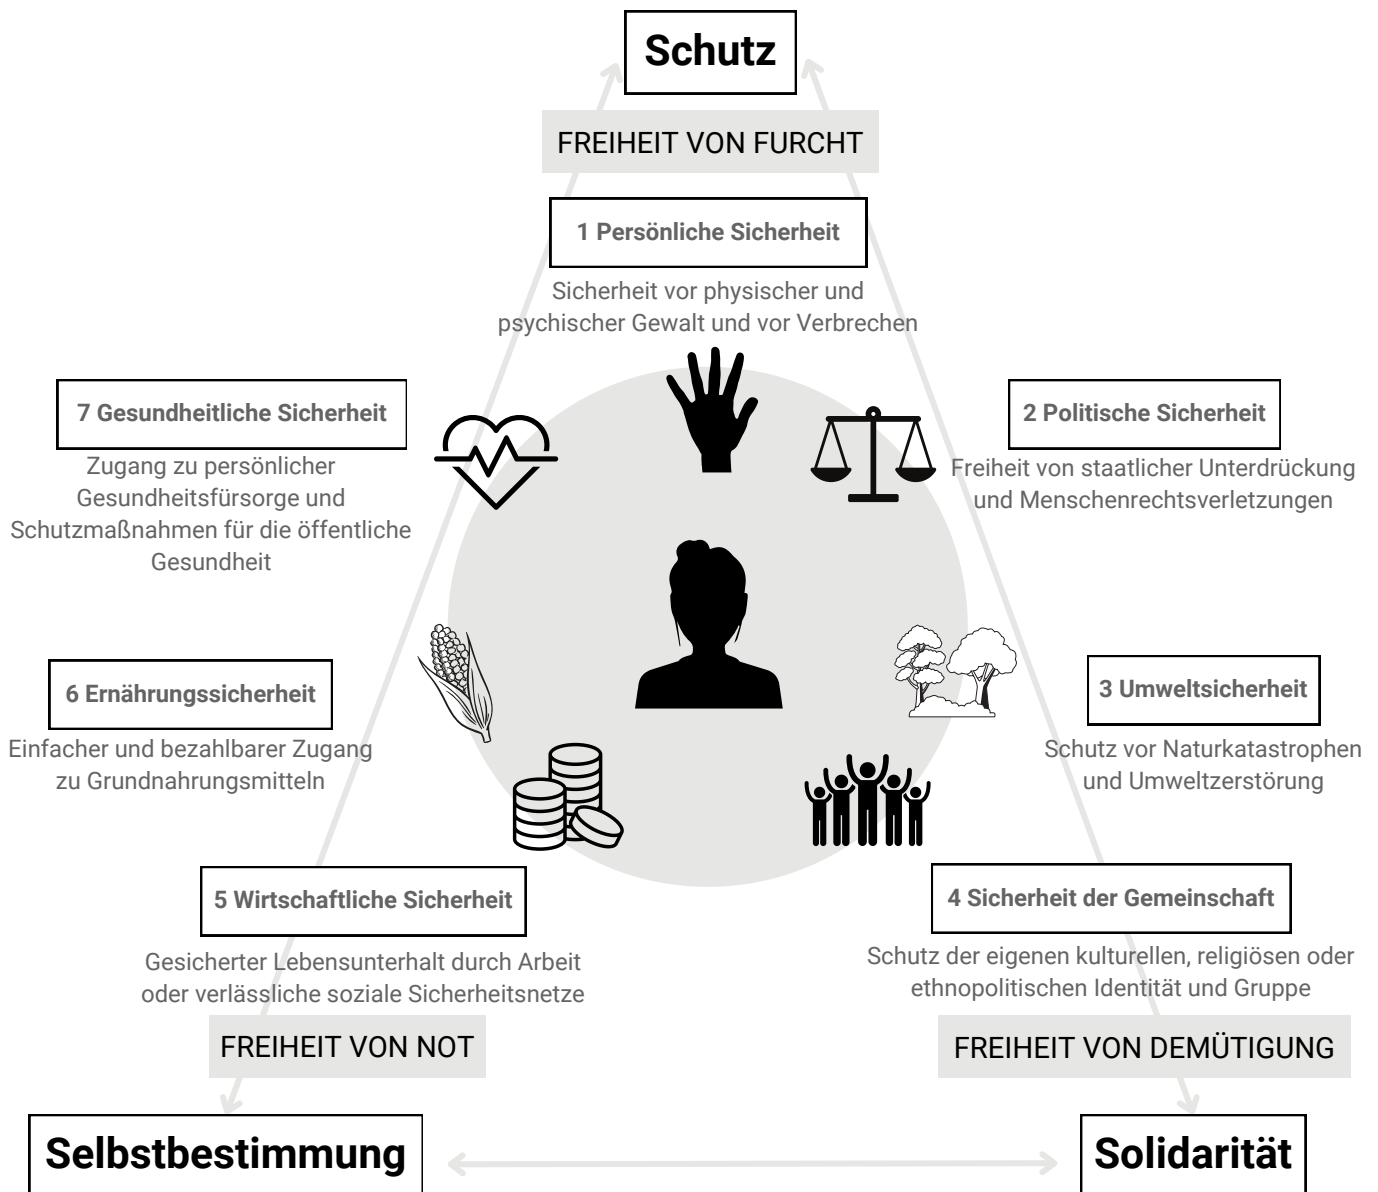 Schutz
FREIHEIT VON FURCHT
1 Persönliche Sicherheit
Sicherheit vor physischer und
psychischer Gewalt und vor Verbrechen
2 Politische Sicherheit
Freiheit von staatlicher Unterdrückung
und Menschenrechtsverletzungen
3 Umweltsicherheit
Schutz vor Naturkatastrophen
und Umweltzerstörung
4 Sicherheit der Gemeinschaft
Schutz der eigenen kulturellen, religiösen oder
ethnopolitischen Identität und Gruppe
5 Wirtschaftliche Sicherheit
Gesicherter Lebensunterhalt durch Arbeit
oder verlässliche soziale Sicherheitsnetze
6 Ernährungssicherheit
Einfacher und bezahlbarer Zugang
zu Grundnahrungsmitteln
7 Gesundheitliche Sicherheit
Zugang zu persönlicher
Gesundheitsfürsorge und
Schutzmaßnahmen für die öffentliche
Gesundheit
FREIHEIT VON NOT
FREIHEIT VON DEMÜTIGUNG
Selbstbestimmung
Solidarität